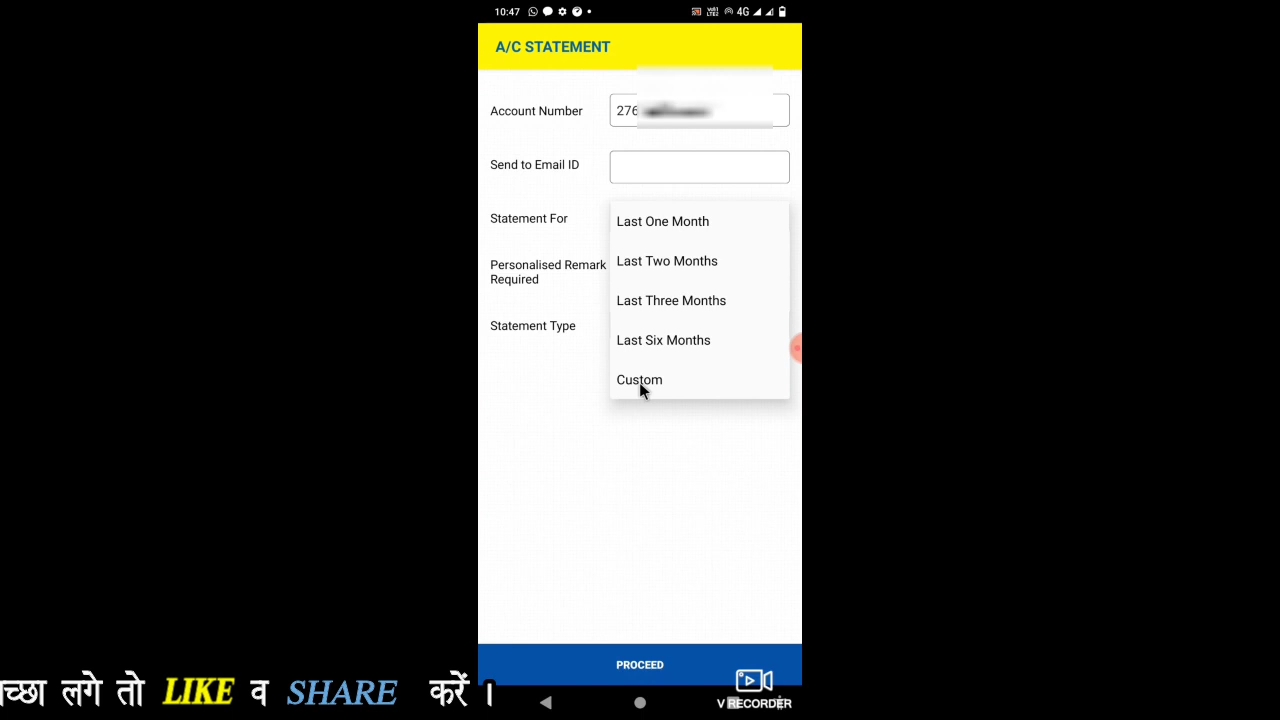 10:47 4G
A/C STATEMENT
Account Number 276
Send to Email ID
Statement For
Last One Month
Last Two Months
Personalised Remark
Required
Last Three Months
Statement Type
Last Six Months
Custom
PROCEED
लगे तो LIKE व SHARE करें ।
V RECORDER